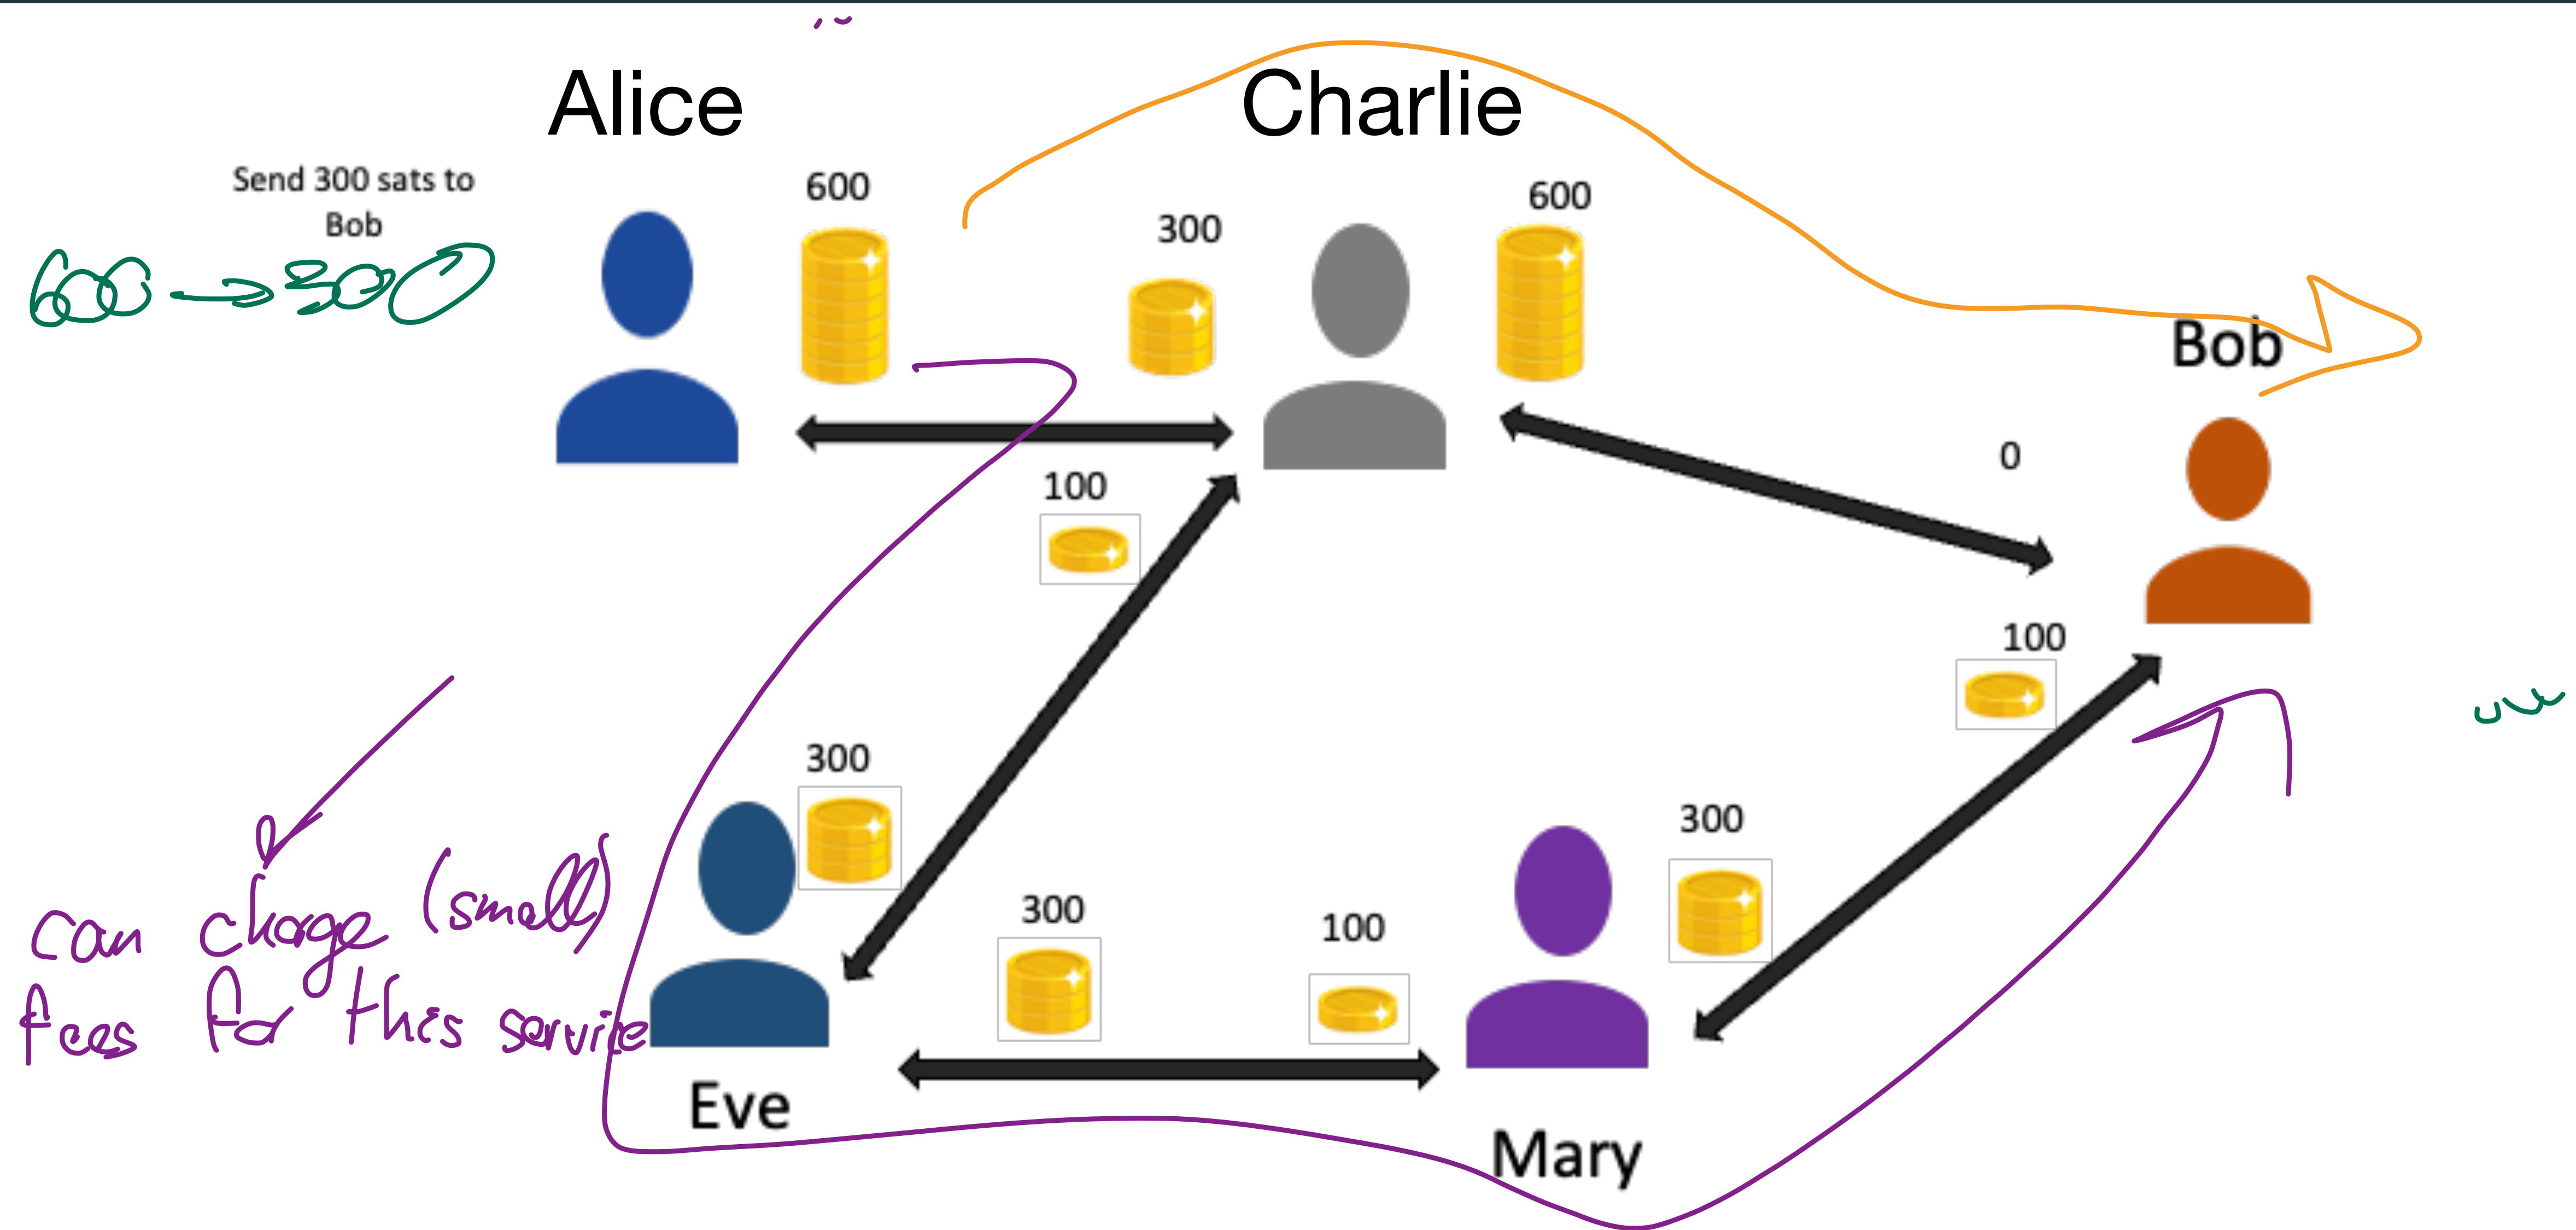 Alice
Charlie
Send 300 sats to
Bob
600 → 300
600
300
600
Bob
0
100
100
300
300
300
100
can charge (small)
fees for this service
Eve
Mary